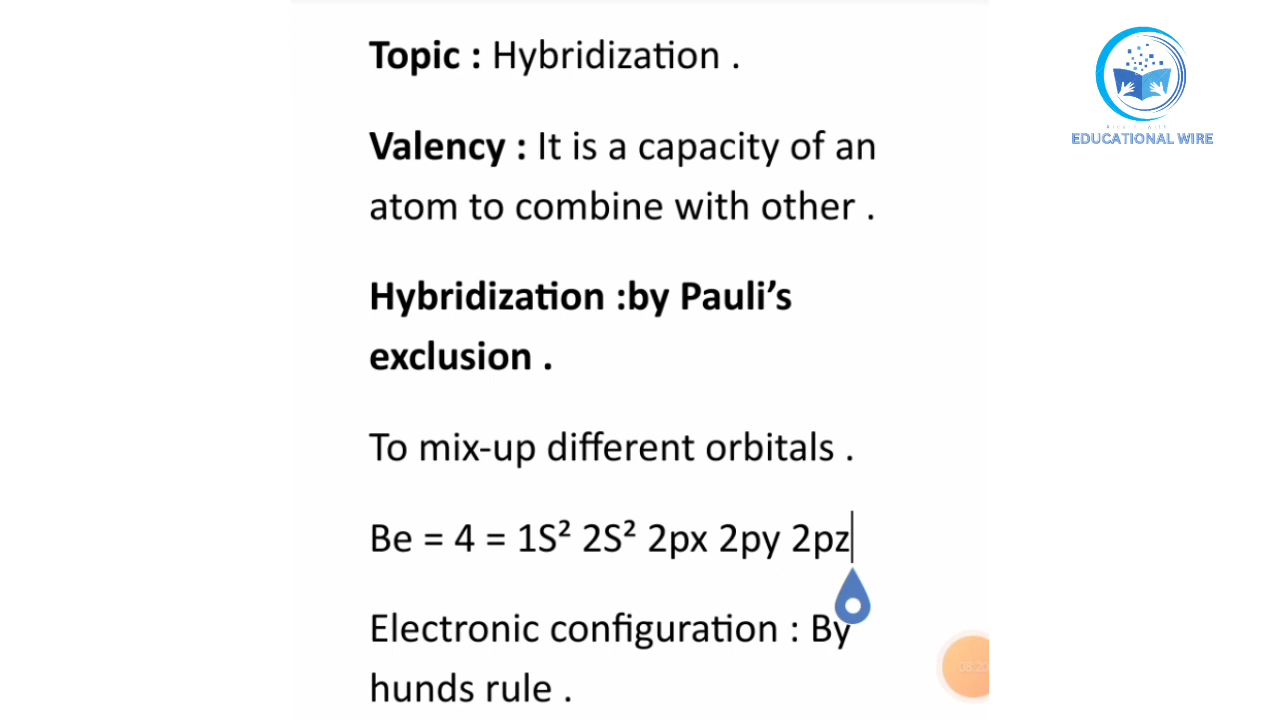 Topic : Hybridization .
EDUCATIONAL WIRE
Valency : It is a capacity of an
atom to combine with other .
Hybridization :by Pauli’s
exclusion .
To mix-up different orbitals .
Be = 4 = 1S² 2S² 2px 2py 2pz
Electronic configuration : By
hunds rule .